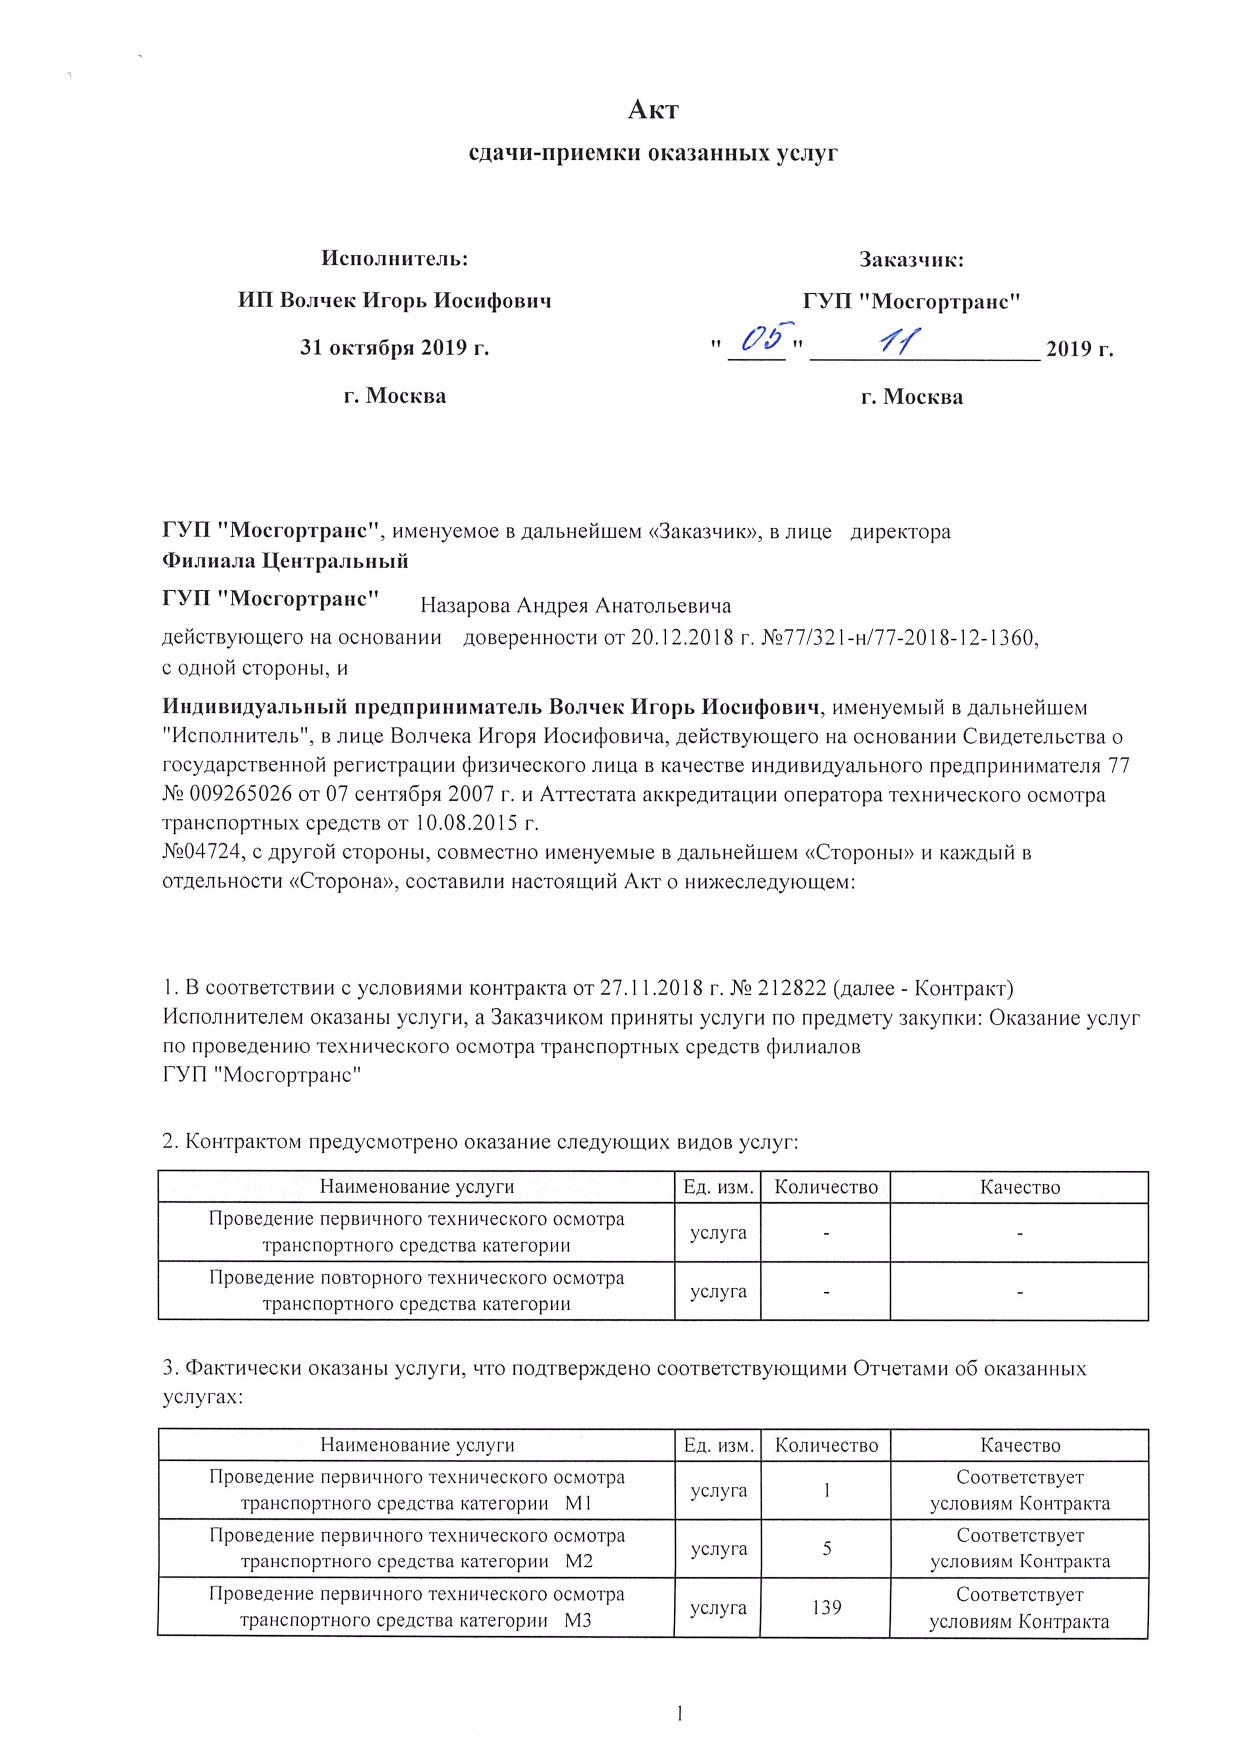 Акт
сдачи-приемки оказанных услуг
Исполнитель:
ИП Волчек Игорь Иосифович
31 октября 2019 г.
г. Москва
Заказчик:
ГУП "Мосгортранс"
" 05 " 11 2019 г.
г. Москва
ГУП "Мосгортранс", именуемое в дальнейшем «Заказчик», в лице директора
Филиала Центральный
ГУП "Мосгортранс" Назарова Андрея Анатольевича
действующего на основании доверенности от 20.12.2018 г. №77/321-н/77-2018-12-1360,
с одной стороны, и
Индивидуальный предприниматель Волчек Игорь Иосифович, именуемый в дальнейшем
"Исполнитель", в лице Волчека Игоря Иосифовича, действующего на основании Свидетельства о
государственной регистрации физического лица в качестве индивидуального предпринимателя 77
№ 009265026 от 07 сентября 2007 г. и Аттестата аккредитации оператора технического осмотра
транспортных средств от 10.08.2015 г.
№04724, с другой стороны, совместно именуемые в дальнейшем «Стороны» и каждый в
отдельности «Сторона», составили настоящий Акт о нижеследующем:
1. В соответствии с условиями контракта от 27.11.2018 г. № 212822 (далее - Контракт)
Исполнителем оказаны услуги, а Заказчиком приняты услуги по предмету закупки: Оказание услуг
по проведению технического осмотра транспортных средств филиалов
ГУП "Мосгортранс"
2. Контрактом предусмотрено оказание следующих видов услуг:
Наименование услуги Ед. изм. Количество Качество
Проведение первичного технического осмотра
транспортного средства категории услуга - -
Проведение повторного технического осмотра
транспортного средства категории услуга - -
3. Фактически оказаны услуги, что подтверждено соответствующими Отчетами об оказанных
услугах:
Наименование услуги Ед. изм. Количество Качество
Проведение первичного технического осмотра
транспортного средства категории М1 услуга 1 Соответствует
условиям Контракта
Проведение первичного технического осмотра
транспортного средства категории М2 услуга 5 Соответствует
условиям Контракта
Проведение первичного технического осмотра
транспортного средства категории М3 услуга 139 Соответствует
условиям Контракта
1